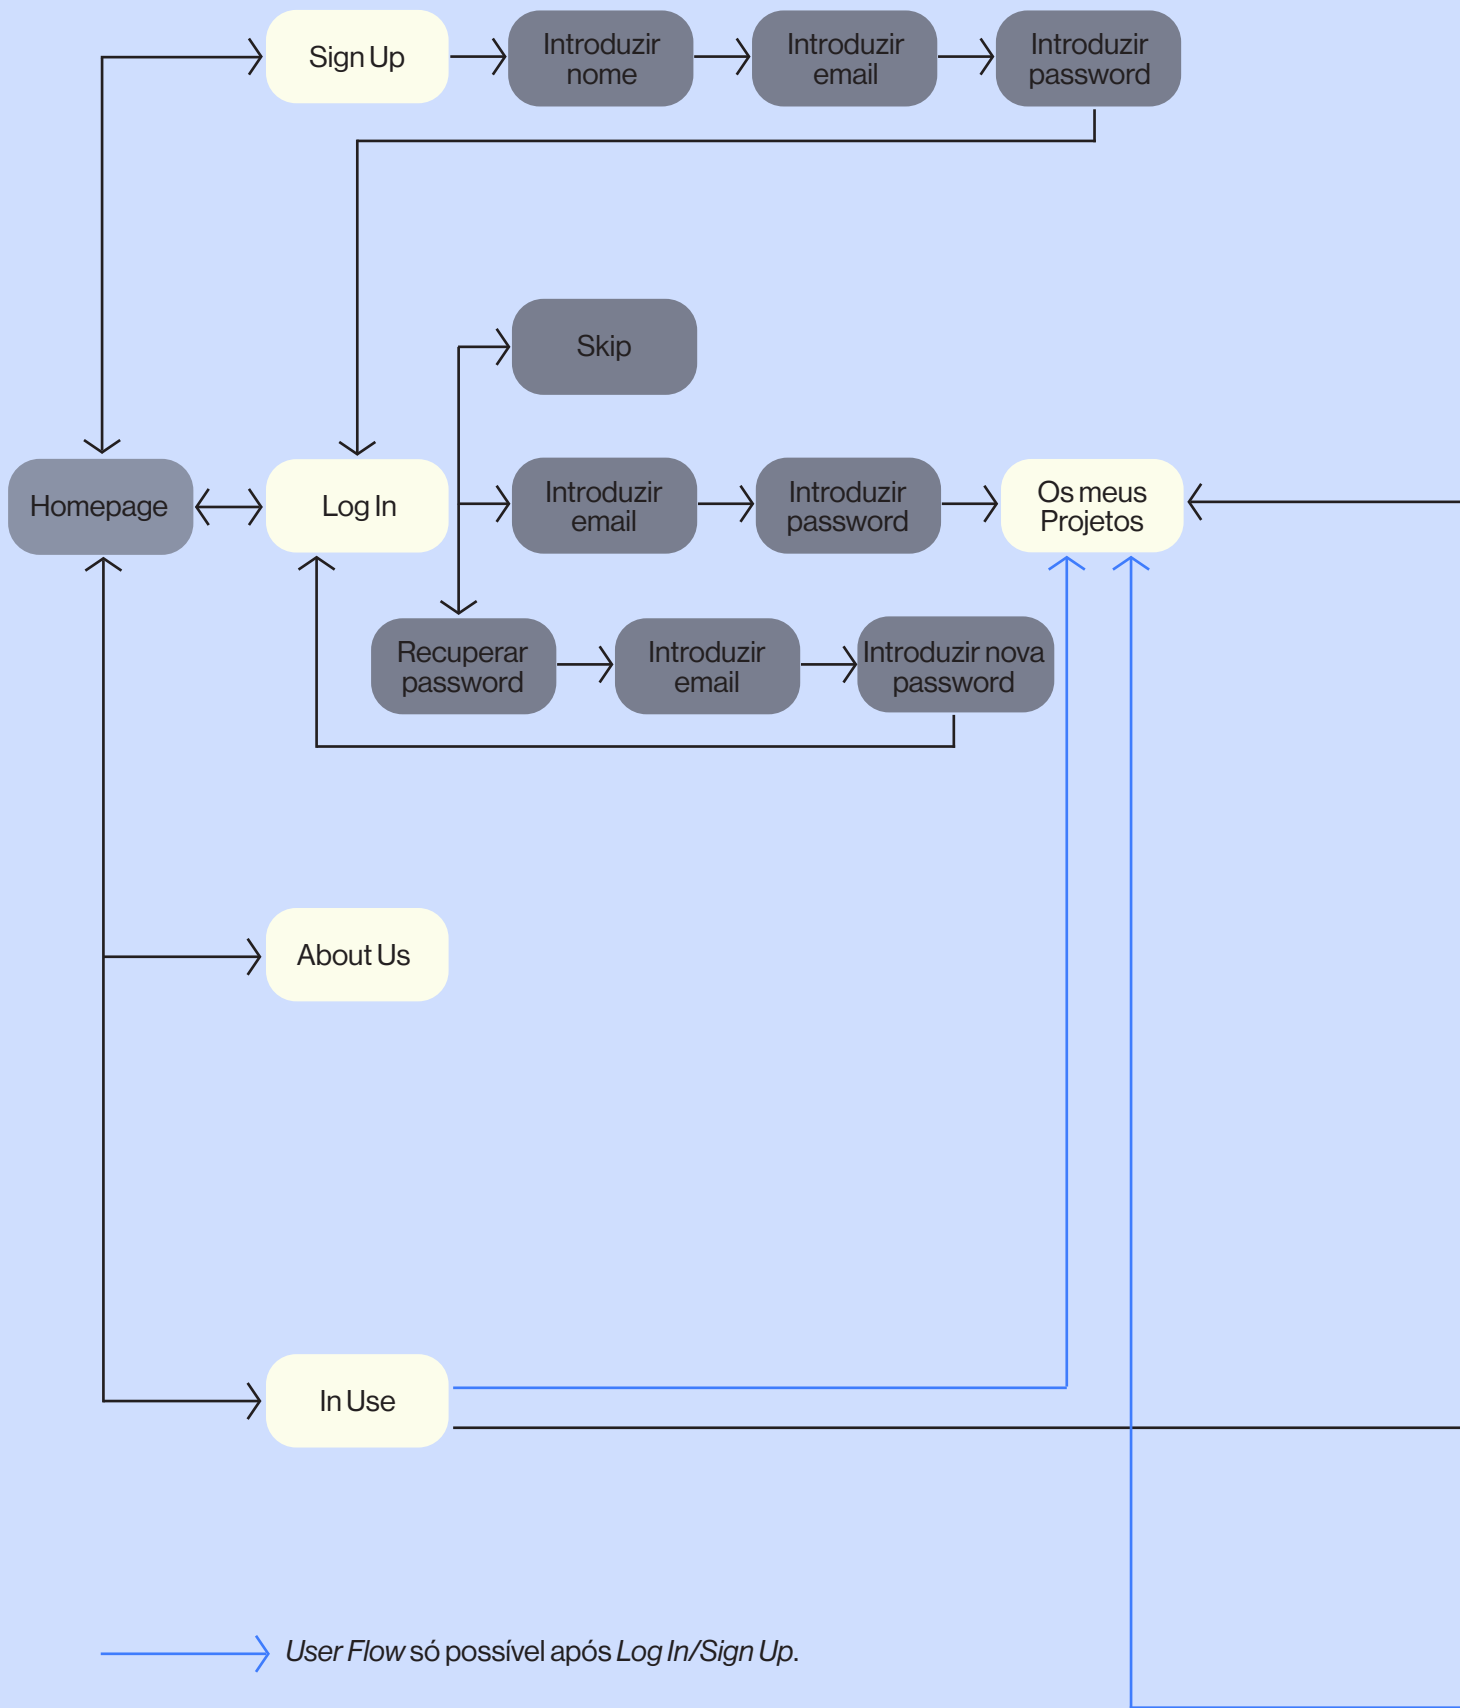 Sign Up
Introduzir
nome
Introduzir
email
Introduzir
password
Skip
Homepage
Log In
Introduzir
email
Introduzir
password
Os meus
Projetos
Recuperar
password
Introduzir
email
Introduzir nova
password
About Us
In Use
User Flow só possível após Log In/Sign Up.